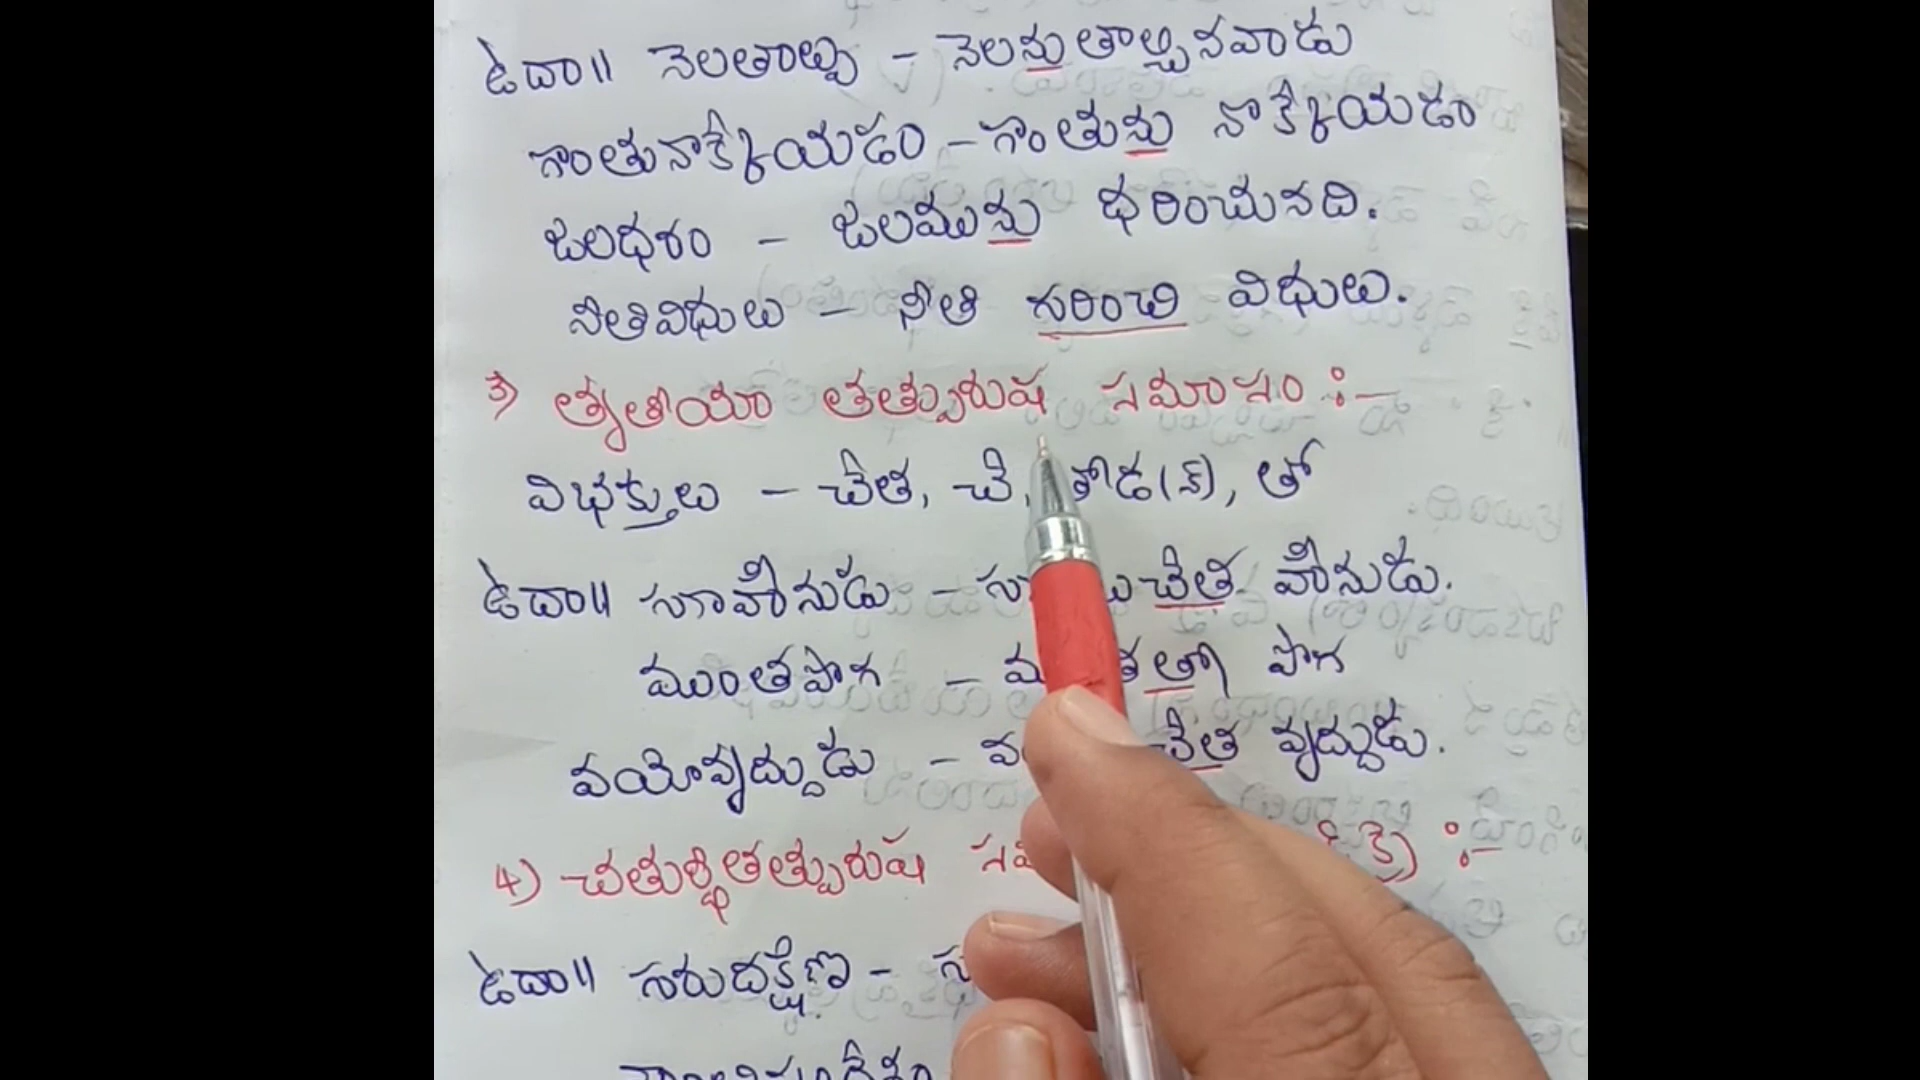 ఉదా॥ నెలతాల్పు - నెలనుతాల్చినవాడు
గొంతునొక్కేయడం - గొంతును నొక్కేయడం
జలధరం - జలమును ధరించునది.
నీతివిధులు - నీతి గురించి విధులు.
3) తృతీయా తత్పురుష సమాసం :-
విభక్తులు - చేత, చే, తోడ(న్), తో
ఉదా॥ గుణహీనుడు - చేత హీనుడు.
ముంతపొగ - తో పొగ
వయోవృద్ధుడు - చేత వృద్ధుడు.
4) చతుర్థీతత్పురుష
ఉదా॥ గురుదక్షిణ -